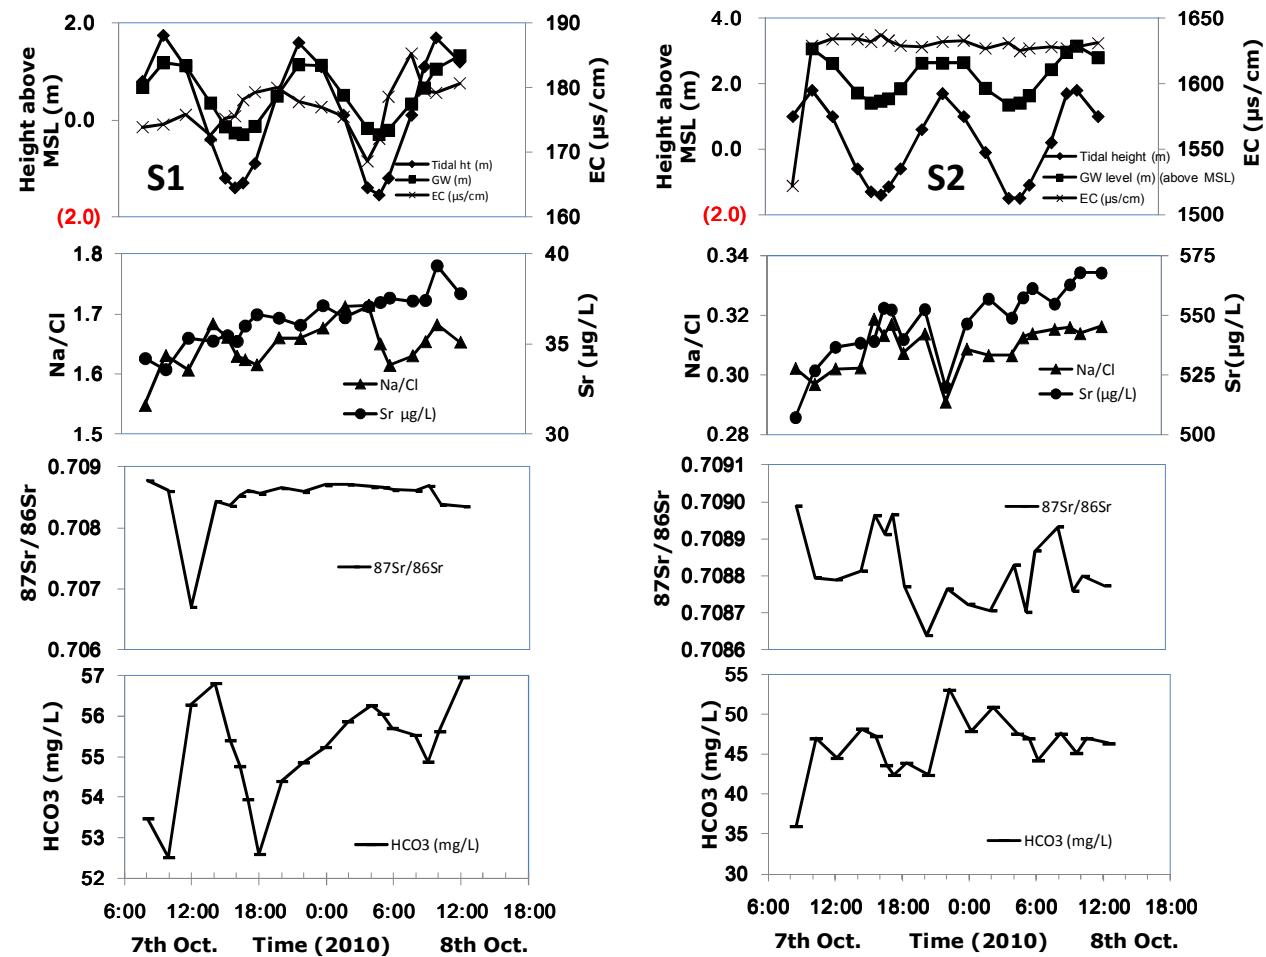 2.0
0.0
(2.0)
Height above
MSL (m)
190
180
170
160
EC (µs/cm)
S1
Tidal ht (m)
GW (m)
EC (µs/cm)
4.0
2.0
0.0
(2.0)
Height above
MSL (m)
1650
1600
1550
1500
EC (µs/cm)
S2
Tidal height (m)
GW level (m) (above MSL)
EC (µs/cm)
1.8
1.7
1.6
1.5
Na/Cl
40
35
30
Sr (µg/L)
Na/Cl
Sr µg/L)
0.34
0.32
0.30
0.28
Na/Cl
575
550
525
500
Sr(µg/L)
Na/Cl
Sr (µg/L)
0.709
0.708
0.707
0.706
87Sr/86Sr
87Sr/86Sr
0.7091
0.7090
0.7089
0.7088
0.7087
0.7086
87Sr/86Sr
87Sr/86Sr
57
56
55
54
53
52
HCO3 (mg/L)
HCO3 (mg/L)
6:00 12:00 18:00 0:00 6:00 12:00 18:00
7th Oct. Time (2010) 8th Oct.
55
50
45
40
35
30
HCO3 (mg/L)
HCO3 (mg/L)
6:00 12:00 18:00 0:00 6:00 12:00 18:00
7th Oct. Time (2010) 8th Oct.